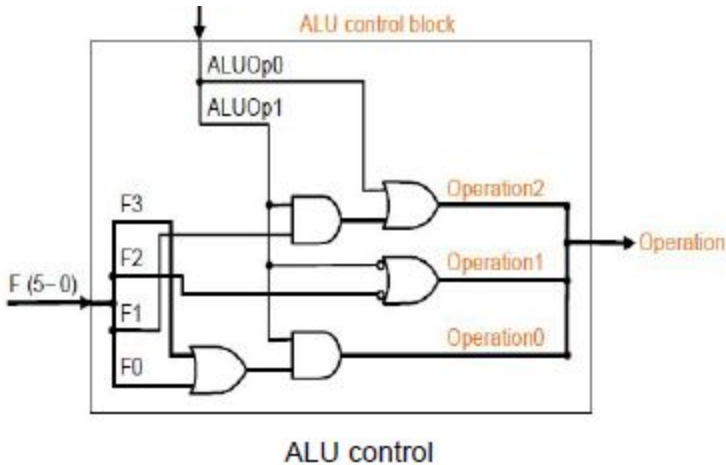 ALU control block
ALUOp0
ALUOp1
F3
Operation2
F2
Operation1
Operation
F (5–0)
F1
Operation0
F0
ALU control